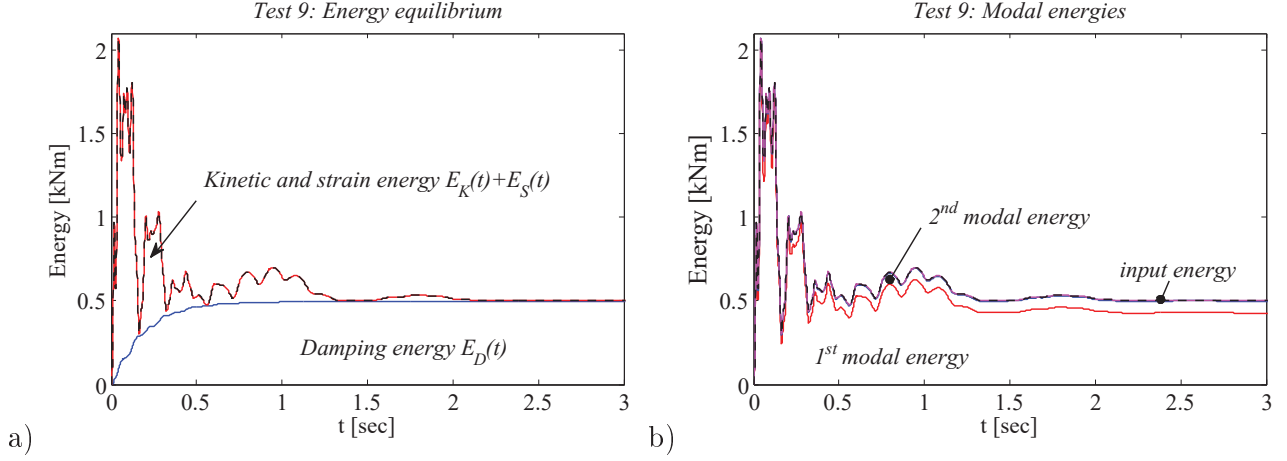 Test 9: Energy equilibrium
Energy [kNm]
2
1.5
1
0.5
0
Kinetic and strain energy E_K(t)+E_S(t)
Damping energy E_D(t)
0 0.5 1 1.5 2 2.5 3
t [sec]
a)
Test 9: Modal energies
Energy [kNm]
2
1.5
1
0.5
0
2nd modal energy
input energy
1st modal energy
0 0.5 1 1.5 2 2.5 3
t [sec]
b)